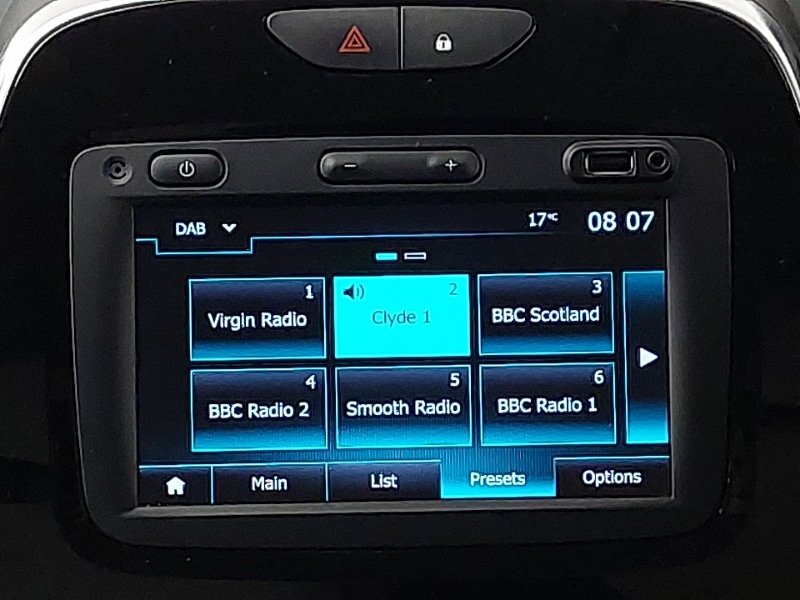 DAB 17°C 08 07
1 2 3
Virgin Radio Clyde 1 BBC Scotland
4 5 6
BBC Radio 2 Smooth Radio BBC Radio 1
Main List Presets Options